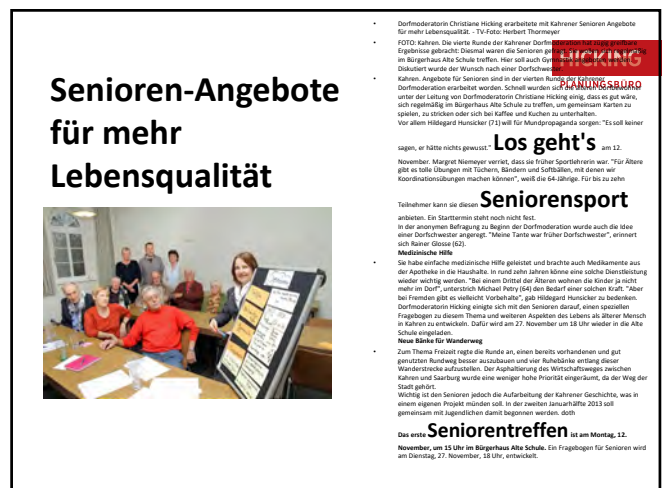 Senioren-Angebote
für mehr
Lebensqualität
• Dorfmoderatorin Christiane Hicking erarbeitete mit Kahrener Senioren Angebote
für mehr Lebensqualität. - TV-Foto: Herbert Thormeyer
• FOTO: Kahren. Die vierte Runde der Kahrener Dorfmoderation hat zügig greifbare
Ergebnisse gebracht: Diesmal waren die Senioren
im Bürgerhaus Alte Schule treffen. Hier soll auch
Diskutiert wurde der Wunsch nach einer Dorfschwester.
• Kahren. Angebote für Senioren sind in der vierten Runde der Kahrener
Dorfmoderation erarbeitet worden. Schnell wurden sich die älteren Dorfbewohner
unter der Leitung von Dorfmoderatorin Christiane Hicking einig, dass es gut wäre,
sich regelmäßig im Bürgerhaus Alte Schule zu treffen, um gemeinsam Karten zu
spielen, zu stricken oder sich bei Kaffee und Kuchen zu unterhalten.
Vor allem Hildegard Hunsicker (71) will für Mundpropaganda sorgen: "Es soll keiner
sagen, er hätte nichts gewusst." Los geht's am 12.
November. Margret Niemeyer verriet, dass sie früher Sportlehrerin war. "Für Ältere
gibt es tolle Übungen mit Tüchern, Bändern und Softbällen, mit denen wir
Koordinationsübungen machen können", weiß die 64-Jährige. Für bis zu zehn
Teilnehmer kann sie diesen Seniorensport
anbieten. Ein Starttermin steht noch nicht fest.
In der anonymen Befragung zu Beginn der Dorfmoderation wurde auch die Idee
einer Dorfschwester angeregt. "Meine Tante war früher Dorfschwester", erinnert
sich Rainer Glosse (62).
Medizinische Hilfe
• Sie habe einfache medizinische Hilfe geleistet und brachte auch Medikamente aus
der Apotheke in die Haushalte. In rund zehn Jahren könne eine solche Dienstleistung
wieder wichtig werden. "Bei einem Drittel der Älteren wohnen die Kinder ja nicht
mehr im Dorf", unterstrich Michael Petry (64) den Bedarf einer solchen Kraft. "Aber
bei Fremden gibt es vielleicht Vorbehalte", gab Hildegard Hunsicker zu bedenken.
Dorfmoderatorin Hicking einigte sich mit den Senioren darauf, einen speziellen
Fragebogen zu diesem Thema und weiteren Aspekten des Lebens als älterer Mensch
in Kahren zu entwickeln. Dafür wird am 27. November um 18 Uhr wieder in die Alte
Schule eingeladen.
Neue Bänke für Wanderweg
• Zum Thema Freizeit regte die Runde an, einen bereits vorhandenen und gut
genutzten Rundweg besser auszubauen und vier Ruhebänke entlang dieser
Wanderstrecke aufzustellen. Der Asphaltierung des Wirtschaftsweges zwischen
Kahren und Saarburg wurde eine weniger hohe Priorität eingeräumt, da der Weg der
Stadt gehört.
Wichtig ist den Senioren jedoch die Aufarbeitung der Kahrener Geschichte, was in
einem eigenen Projekt münden soll. In der zweiten Januarhälfte 2013 soll
gemeinsam mit Jugendlichen damit begonnen werden. doth
Das erste Seniorentreffen ist am Montag, 12.
November, um 15 Uhr im Bürgerhaus Alte Schule. Ein Fragebogen für Senioren wird
am Dienstag, 27. November, 18 Uhr, entwickelt.
HICKING
PLANUNGSBÜRO